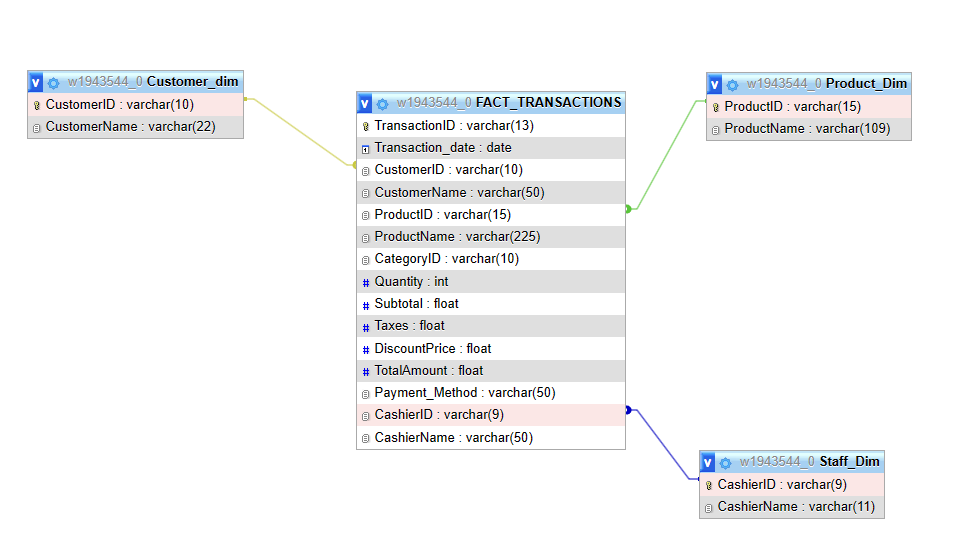 v w1943544_0 Customer_dim
CustomerID : varchar(10)
CustomerName : varchar(22)
v w1943544_0 FACT_TRANSACTIONS
TransactionID : varchar(13)
Transaction_date : date
CustomerID : varchar(10)
CustomerName : varchar(50)
ProductID : varchar(15)
ProductName : varchar(225)
CategoryID : varchar(10)
# Quantity : int
# Subtotal : float
# Taxes : float
# DiscountPrice : float
# TotalAmount : float
Payment_Method : varchar(50)
CashierID : varchar(9)
CashierName : varchar(50)
v w1943544_0 Product_Dim
ProductID : varchar(15)
ProductName : varchar(109)
v w1943544_0 Staff_Dim
CashierID : varchar(9)
CashierName : varchar(11)